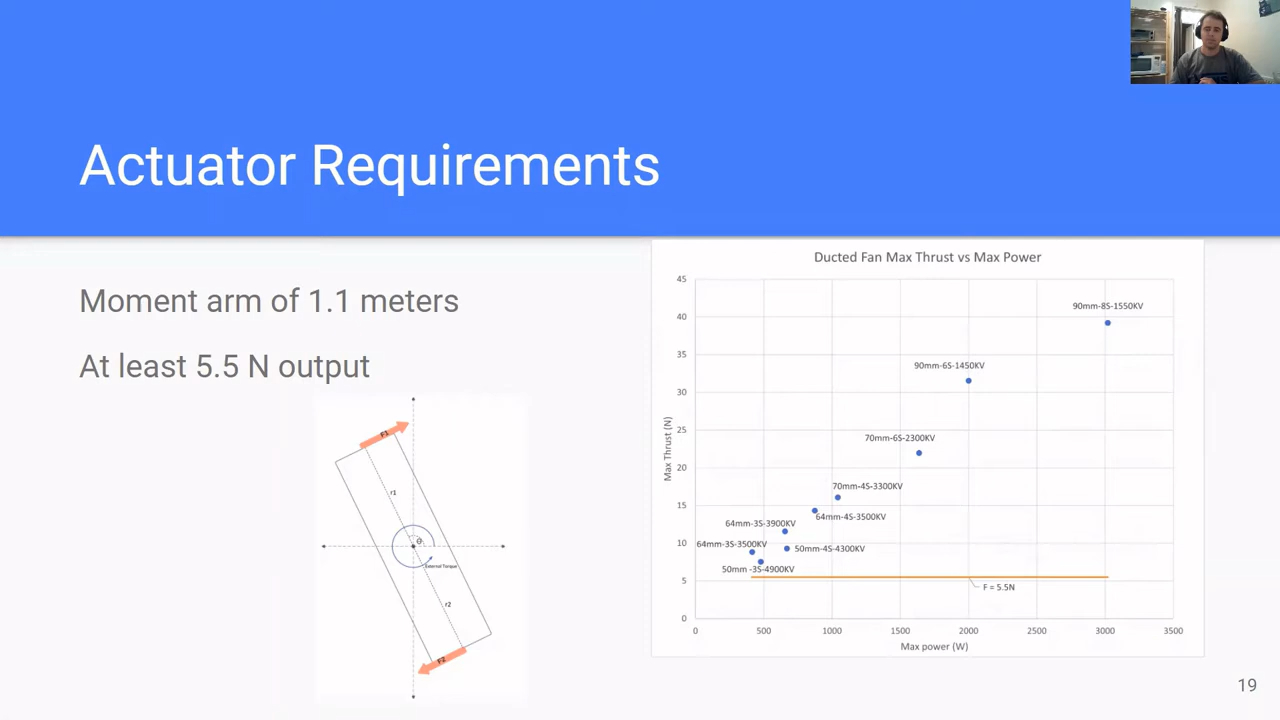 Actuator Requirements
Moment arm of 1.1 meters
At least 5.5 N output
F1
r1
θ
External Torque
r2
F2
Ducted Fan Max Thrust vs Max Power
45
40
35
30
25
20
15
10
5
0
Max Thrust (N)
90mm-8S-1550KV
90mm-6S-1450KV
70mm-6S-2300KV
70mm-4S-3300KV
64mm-4S-3500KV
64mm-3S-3900KV
64mm-3S-3500KV
50mm-4S-4300KV
50mm -3S-4900KV
F = 5.5N
0 500 1000 1500 2000 2500 3000 3500
Max power (W)
19